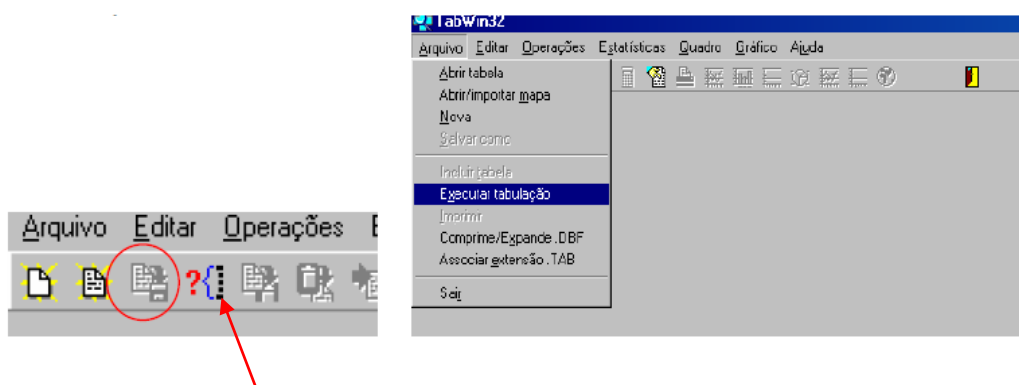 Arquivo Editar Operações E
?{
TabWin32
Arquivo Editar Operações Estatísticas Quadro Gráfico Ajuda
Abrir tabela
Abrir/importar mapa
Nova
Salvar como
Incluir tabela
Executar tabulação
Imprimir
Comprime/Expande .DBF
Associar extensão .TAB
Sair